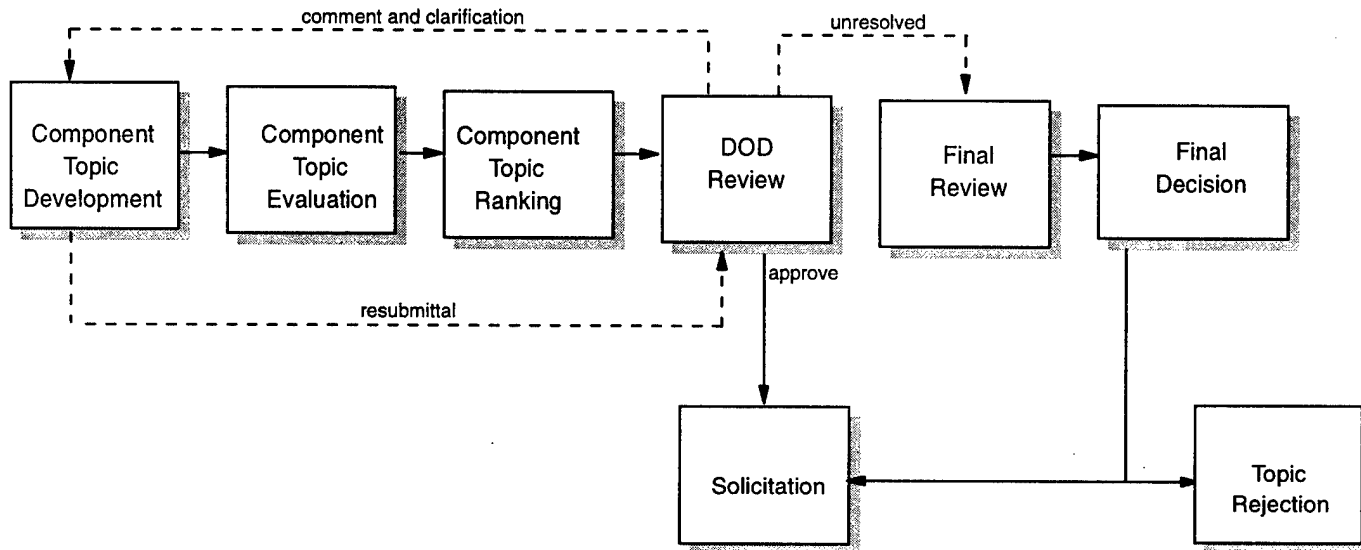 comment and clarification
unresolved
Component
Topic
Development
Component
Topic
Evaluation
Component
Topic
Ranking
DOD
Review
Final
Review
Final
Decision
approve
resubmittal
Solicitation
Topic
Rejection